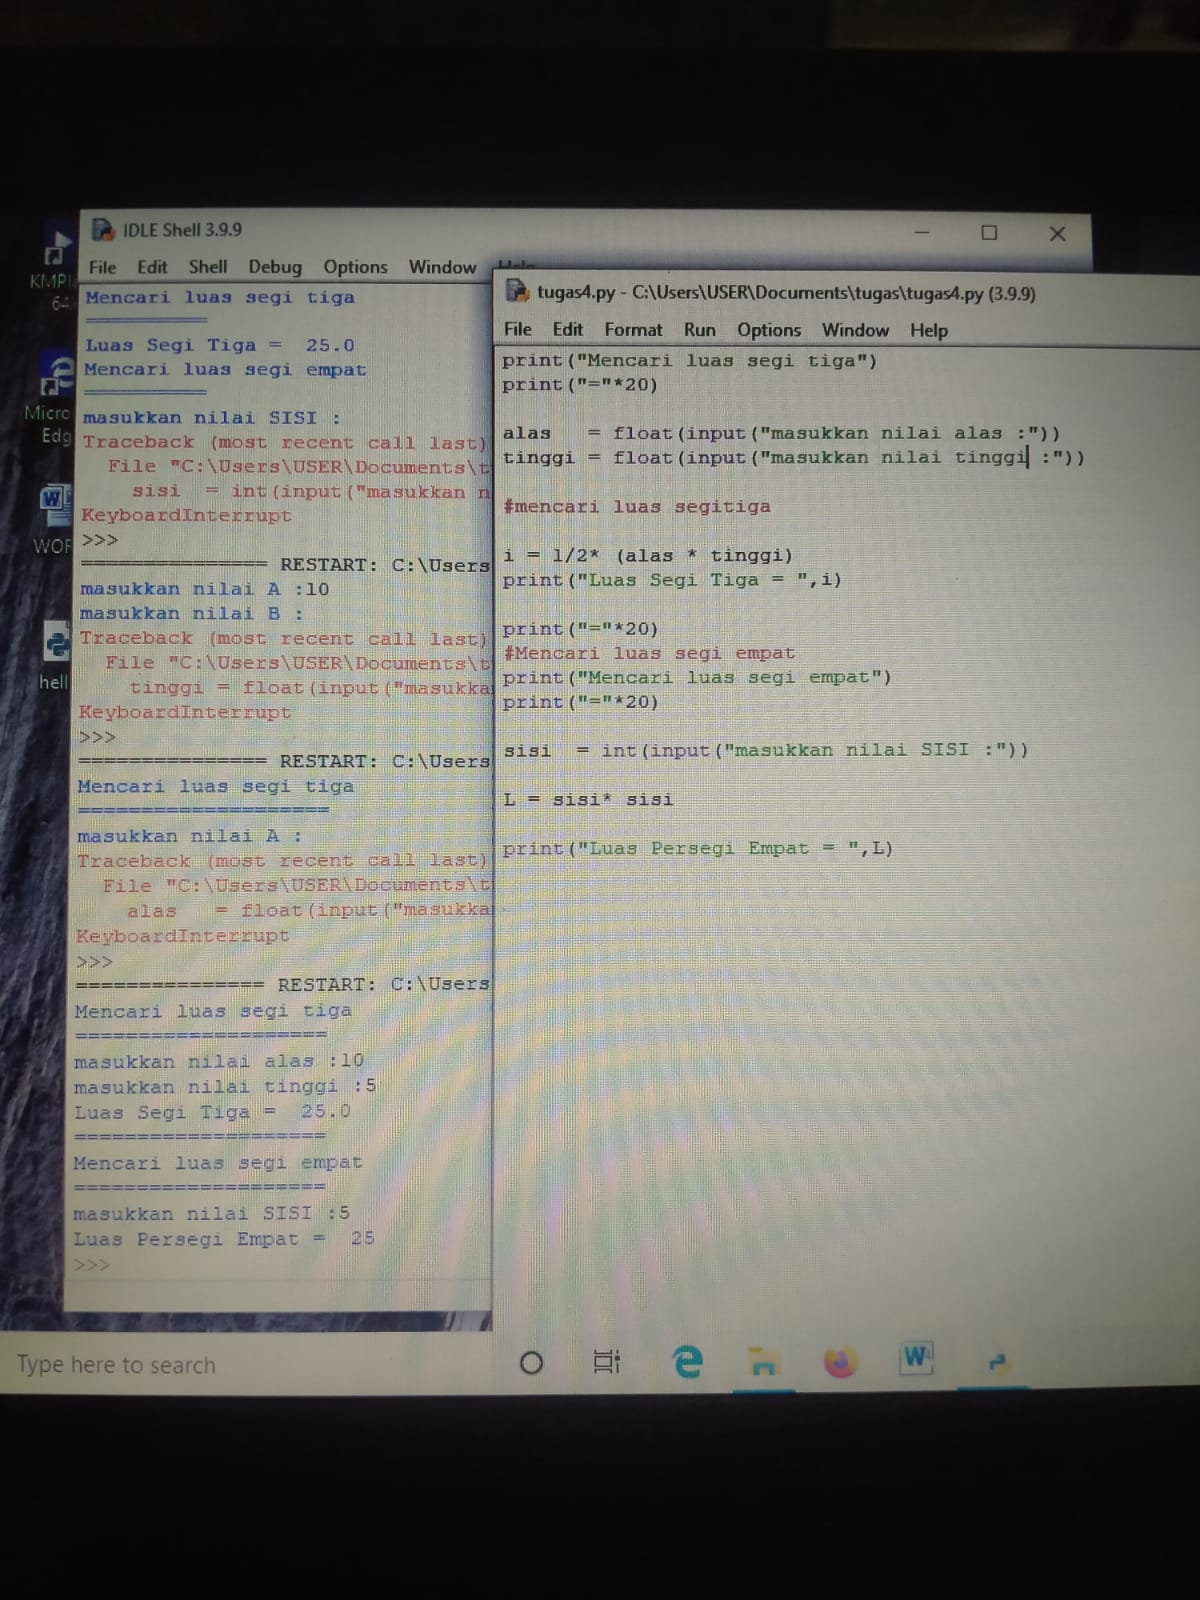 IDLE Shell 3.9.9
File Edit Shell Debug Options Window
Mencari luas segi tiga
Luas Segi Tiga = 25.0
Mencari luas segi empat
masukkan nilai SISI :
Traceback (most recent call last)
File "C:\Users\USER\Documents\t
sisi = int(input("masukkan n
KeyboardInterrupt
>>>
=============== RESTART: C:\Users
masukkan nilai A :10
masukkan nilai B :
Traceback (most recent call last)
File "C:\Users\USER\Documents\t
tinggi = float(input("masukka
KeyboardInterrupt
>>>
=============== RESTART: C:\Users
Mencari luas segi tiga
====================
masukkan nilai A :
Traceback (most recent call last)
File "C:\Users\USER\Documents\t
alas = float(input("masukka
KeyboardInterrupt
>>>
=============== RESTART: C:\Users
Mencari luas segi tiga
====================
masukkan nilai alas :10
masukkan nilai tinggi :5
Luas Segi Tiga = 25.0
====================
Mencari luas segi empat
====================
masukkan nilai SISI :5
Luas Persegi Empat = 25
>>>
tugas4.py - C:\Users\USER\Documents\tugas\tugas4.py (3.9.9)
File Edit Format Run Options Window Help
print("Mencari luas segi tiga")
print("="*20)
alas = float(input("masukkan nilai alas :"))
tinggi = float(input("masukkan nilai tinggi :"))
#mencari luas segitiga
i = 1/2* (alas * tinggi)
print("Luas Segi Tiga = ",i)
print("="*20)
#Mencari luas segi empat
print("Mencari luas segi empat")
print("="*20)
sisi = int(input("masukkan nilai SISI :"))
L = sisi* sisi
print("Luas Persegi Empat = ",L)
KMPl
64
Micro
Edg
WOR
hell
Type here to search